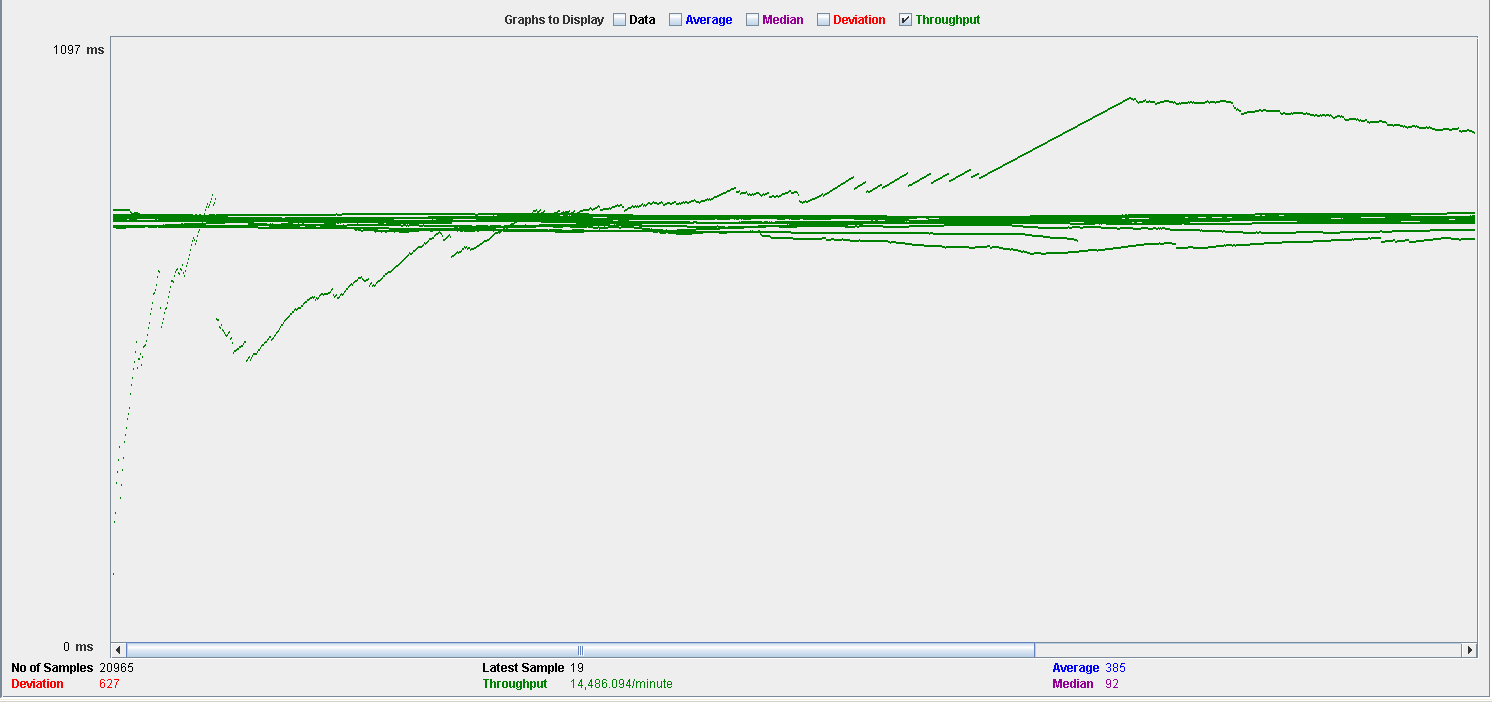 Graphs to Display Data Average Median Deviation Throughput
1097 ms
0 ms
No of Samples 20965 Latest Sample 19 Average 385
Deviation 627 Throughput 14,486.094/minute Median 92